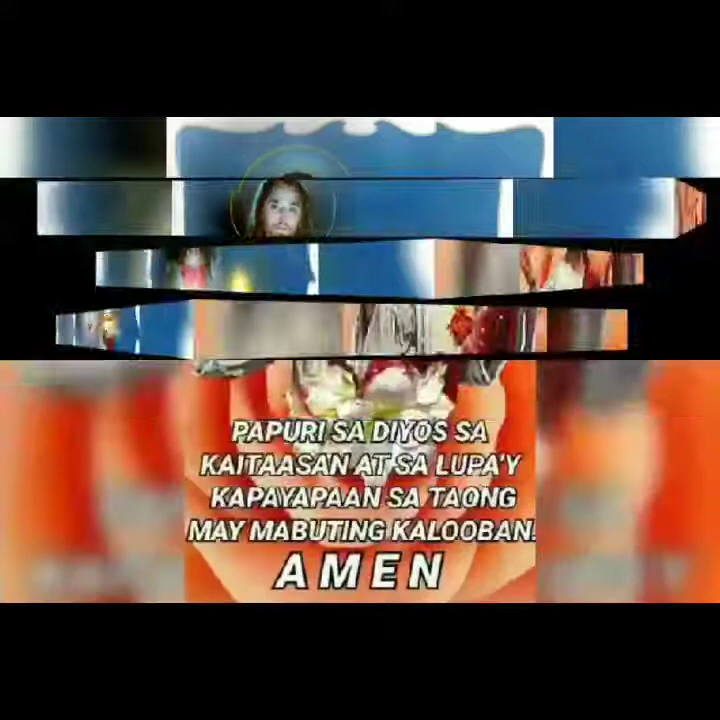 PAPURI SA DIYOS SA
KAITAASAN AT SA LUPA'Y
KAPAYAPAAN SA TAONG
MAY MABUTING KALOOBAN.
AMEN